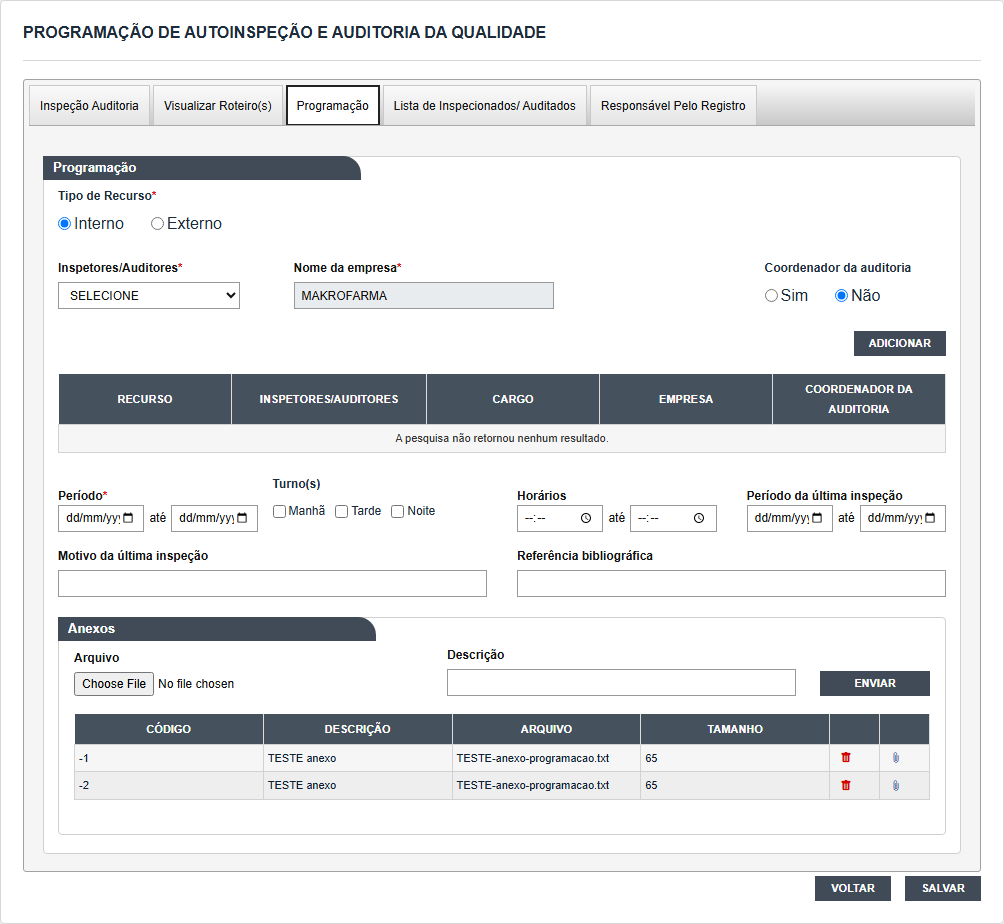 PROGRAMAÇÃO DE AUTOINSPEÇÃO E AUDITORIA DA QUALIDADE
Inspeção Auditoria
Visualizar Roteiro(s)
Programação
Lista de Inspecionados/ Auditados
Responsável Pelo Registro
Programação
Tipo de Recurso*
Interno
Externo
Inspetores/Auditores*
Nome da empresa*
Coordenador da auditoria
SELECIONE
MAKROFARMA
Sim
Não
ADICIONAR
RECURSO
INSPETORES/AUDITORES
CARGO
EMPRESA
COORDENADOR DA
AUDITORIA
A pesquisa não retornou nenhum resultado.
Período*
Turno(s)
Horários
Período da última inspeção
dd/mm/yyy até dd/mm/yyy
Manhã
Tarde
Noite
--:-- até --:--
dd/mm/yyy até dd/mm/yyy
Motivo da última inspeção
Referência bibliográfica
Anexos
Arquivo
Descrição
Choose File No file chosen
ENVIAR
CÓDIGO
DESCRIÇÃO
ARQUIVO
TAMANHO
-1 TESTE anexo TESTE-anexo-programacao.txt 65
-2 TESTE anexo TESTE-anexo-programacao.txt 65
VOLTAR
SALVAR